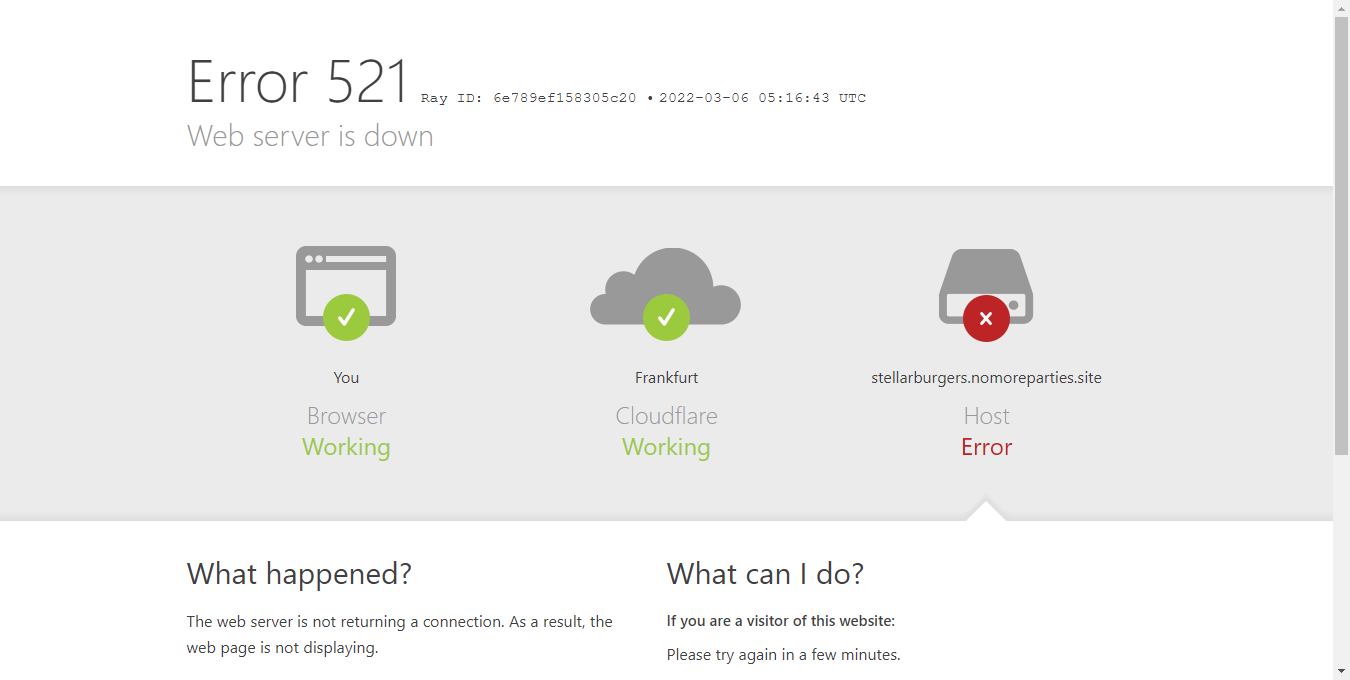 Error 521 Ray ID: 6e789ef158305c20 • 2022-03-06 05:16:43 UTC
Web server is down
You
Browser
Working
Frankfurt
Cloudflare
Working
stellarburgers.nomoreparties.site
Host
Error
What happened?
The web server is not returning a connection. As a result, the
web page is not displaying.
What can I do?
If you are a visitor of this website:
Please try again in a few minutes.